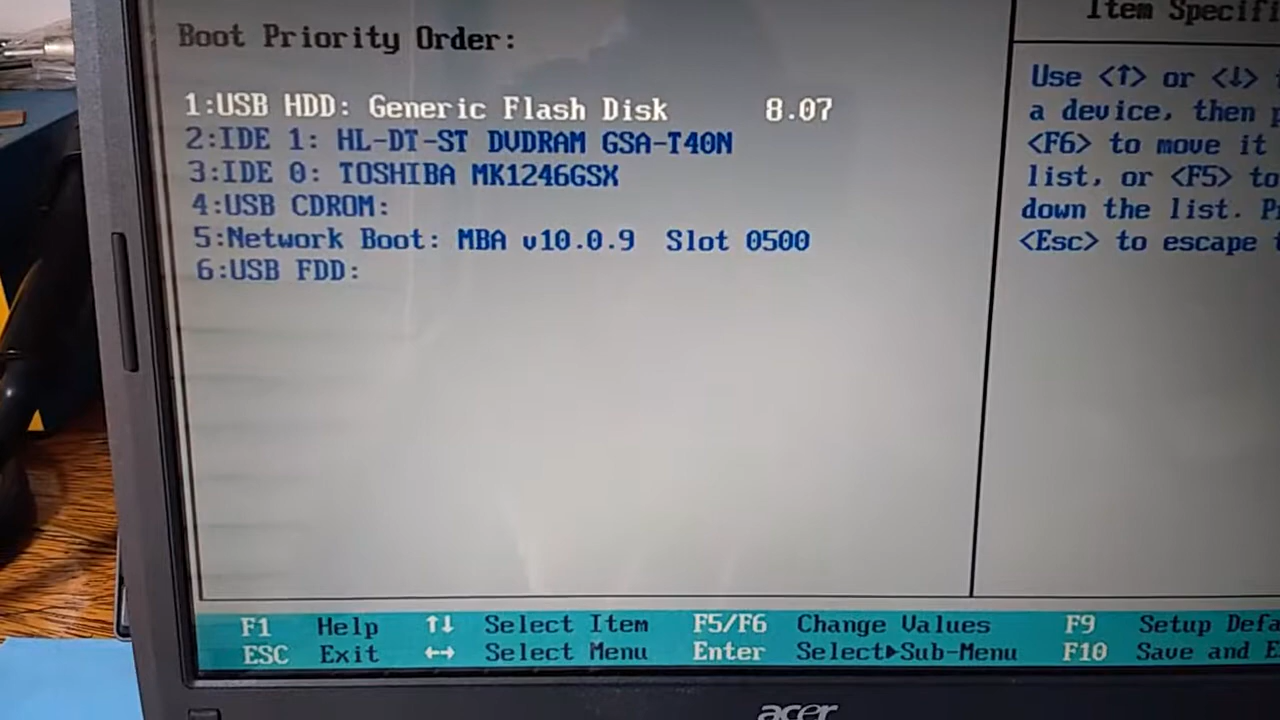 Boot Priority Order:
1:USB HDD: Generic Flash Disk 8.07
2:IDE 1: HL-DT-ST DVDRAM GSA-T40N
3:IDE 0: TOSHIBA MK1246GSX
4:USB CDROM:
5:Network Boot: MBA v10.0.9 Slot 0500
6:USB FDD:
Item Specifi
Use <↑> or <↓>
a device, then
<F6> to move it
list, or <F5> to
down the list.
<Esc> to escape
F1 Help ↑↓ Select Item F5/F6 Change Values F9 Setup Defa
ESC Exit ↔ Select Menu Enter Select▶Sub-Menu F10 Save and E
acer